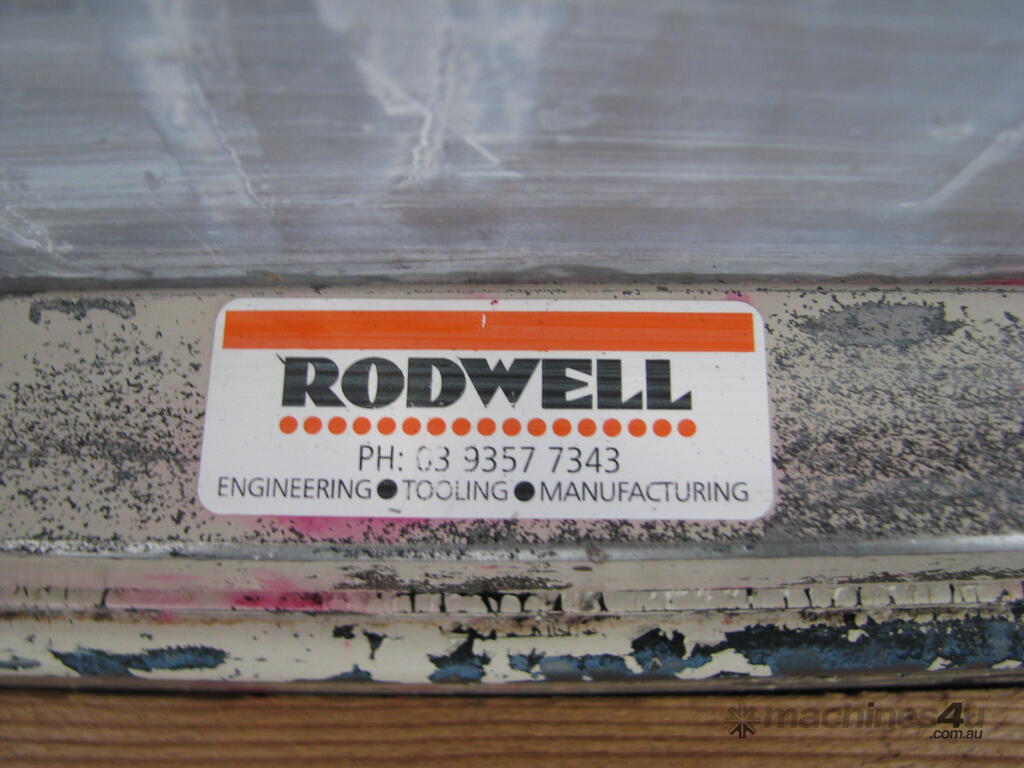 RODWELL
PH: 03 9357 7343
ENGINEERING ● TOOLING ● MANUFACTURING
machines4u
.com.au